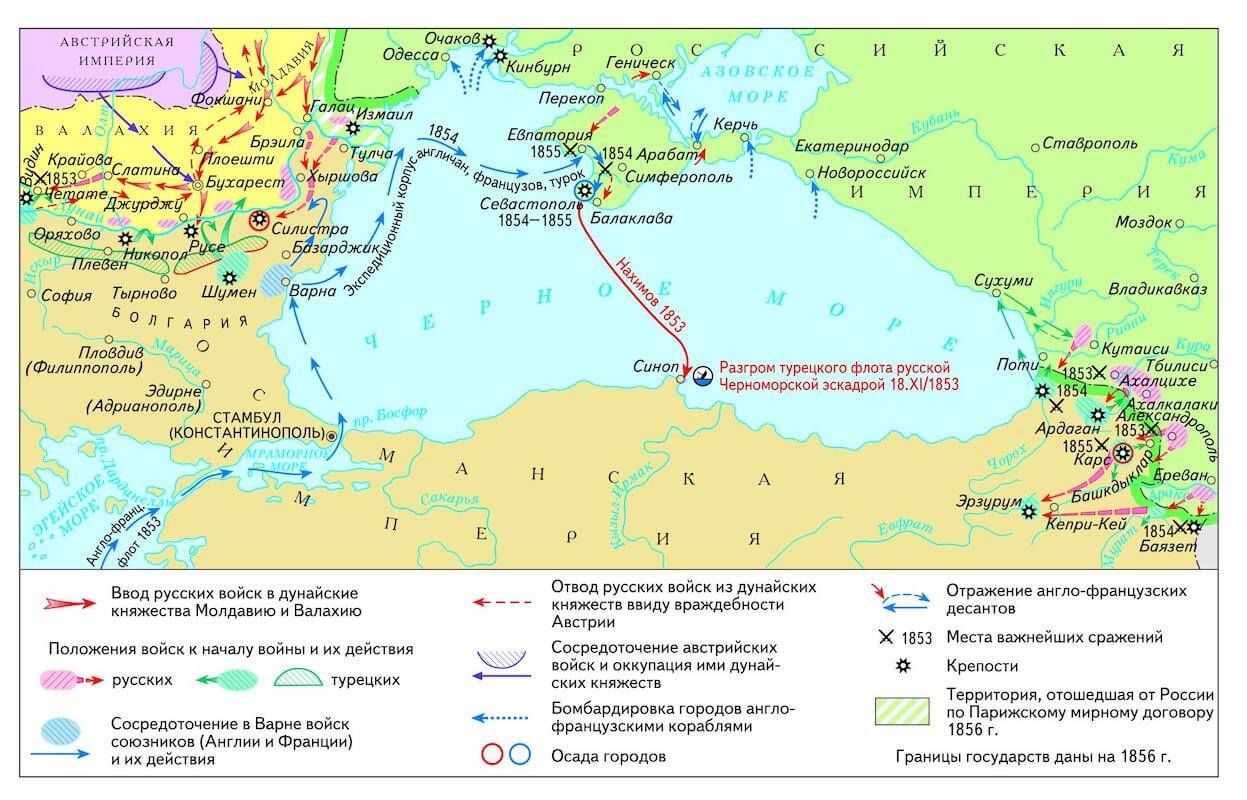 АВСТРИЙСКАЯ
ИМПЕРИЯ
МОЛДАВИЯ
ВАЛАХИЯ
Олт
Фокшани
Галац
Измаил
Брэила
Тулча
Плоешти
Хыршова
Бухарест
Вудин
1853
Крайова
Слатина
Четате
Джурджу
Дунай
Оряхово
Силистра
Никопол
Русе
Базарджик
Плевен
Искыр
Тырново
Шумен
Варна
София
БОЛГАРИЯ
Пловдив
(Филиппополь)
Марица
Эдирне
(Адрианополь)
СТАМБУЛ
(КОНСТАНТИНОПОЛЬ)
пр. Босфор
МРАМОРНОЕ
МОРЕ
пр. Дарданеллы
ЭГЕЙСКОЕ
МОРЕ
Англо-франц.
флот 1853
ОСМАНСКАЯ
ИМПЕРИЯ
Сакарья
Кызыл-Ирмак
Евфрат
Очаков
Одесса
Кинбурн
РОССИЙСКАЯ
ИМПЕРИЯ
Геническ
АЗОВСКОЕ
МОРЕ
Перекоп
Керчь
Евпатория
1855
1854
Арабат
Симферополь
Севастополь
1854—1855
Балаклава
1854
Экспедиционный корпус англичан, французов, турок
Кубань
Екатеринодар
Ставрополь
Кума
Новороссийск
Моздок
Терек
Владикавказ
ЧЕРНОЕ МОРЕ
Нахимов 1853
Синоп
Разгром турецкого флота русской
Черноморской эскадрой 18.XI/1853
Сухуми
Ингури
Риони
Кутаиси
Кура
Поти
Тбилиси
1853
Ахалцихе
1854
Ахалкалаки
Александрополь
Ардаган
1853
1855
Карс
Чорох
Башкдыклар
Ереван
Эрзурум
Аракс
Кепри-Кей
Мурат
1854
Баязет
Ввод русских войск в дунайские
княжества Молдавию и Валахию
Положения войск к началу войны и их действия
русских
турецких
Сосредоточение в Варне войск
союзников (Англии и Франции)
и их действия
Отвод русских войск из дунайских
княжеств ввиду враждебности
Австрии
Сосредоточение австрийских
войск и оккупация ими дунай-
ских княжеств
Бомбардировка городов англо-
французскими кораблями
Осада городов
Отражение англо-французских
десантов
1853 Места важнейших сражений
Крепости
Территория, отошедшая от России
по Парижскому мирному договору
1856 г.
Границы государств даны на 1856 г.